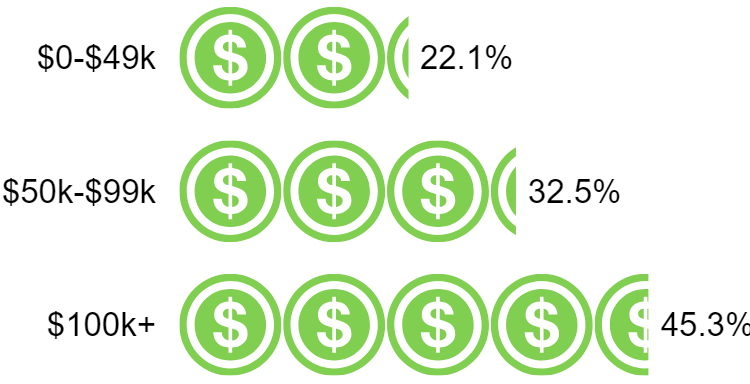 $0-$49k $ $ 22.1%
$50k-$99k $ $ $ 32.5%
$100k+ $ $ $ $ $ 45.3%